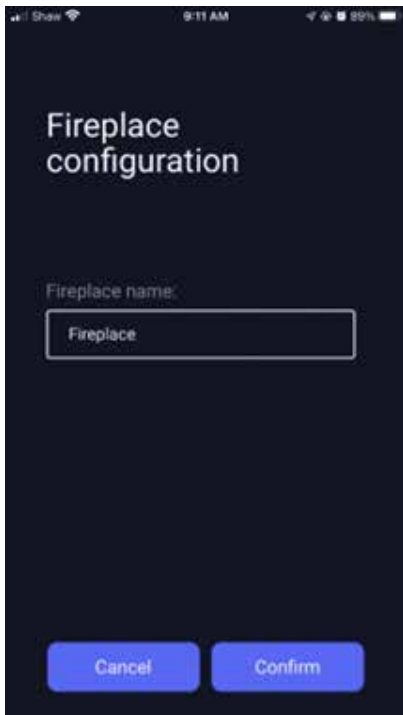 Shaw 9:11 AM 89%
Fireplace
configuration
Fireplace name:
Fireplace
Cancel Confirm